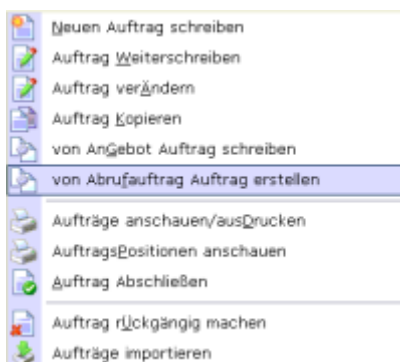 Neuen Auftrag schreiben
Auftrag Weiterschreiben
Auftrag verÄndern
Auftrag Kopieren
von AnGebot Auftrag schreiben
von Abrufauftrag Auftrag erstellen
Aufträge anschauen/ausDrucken
AuftragsPositionen anschauen
Auftrag Abschließen
Auftrag rÜckgängig machen
Aufträge importieren